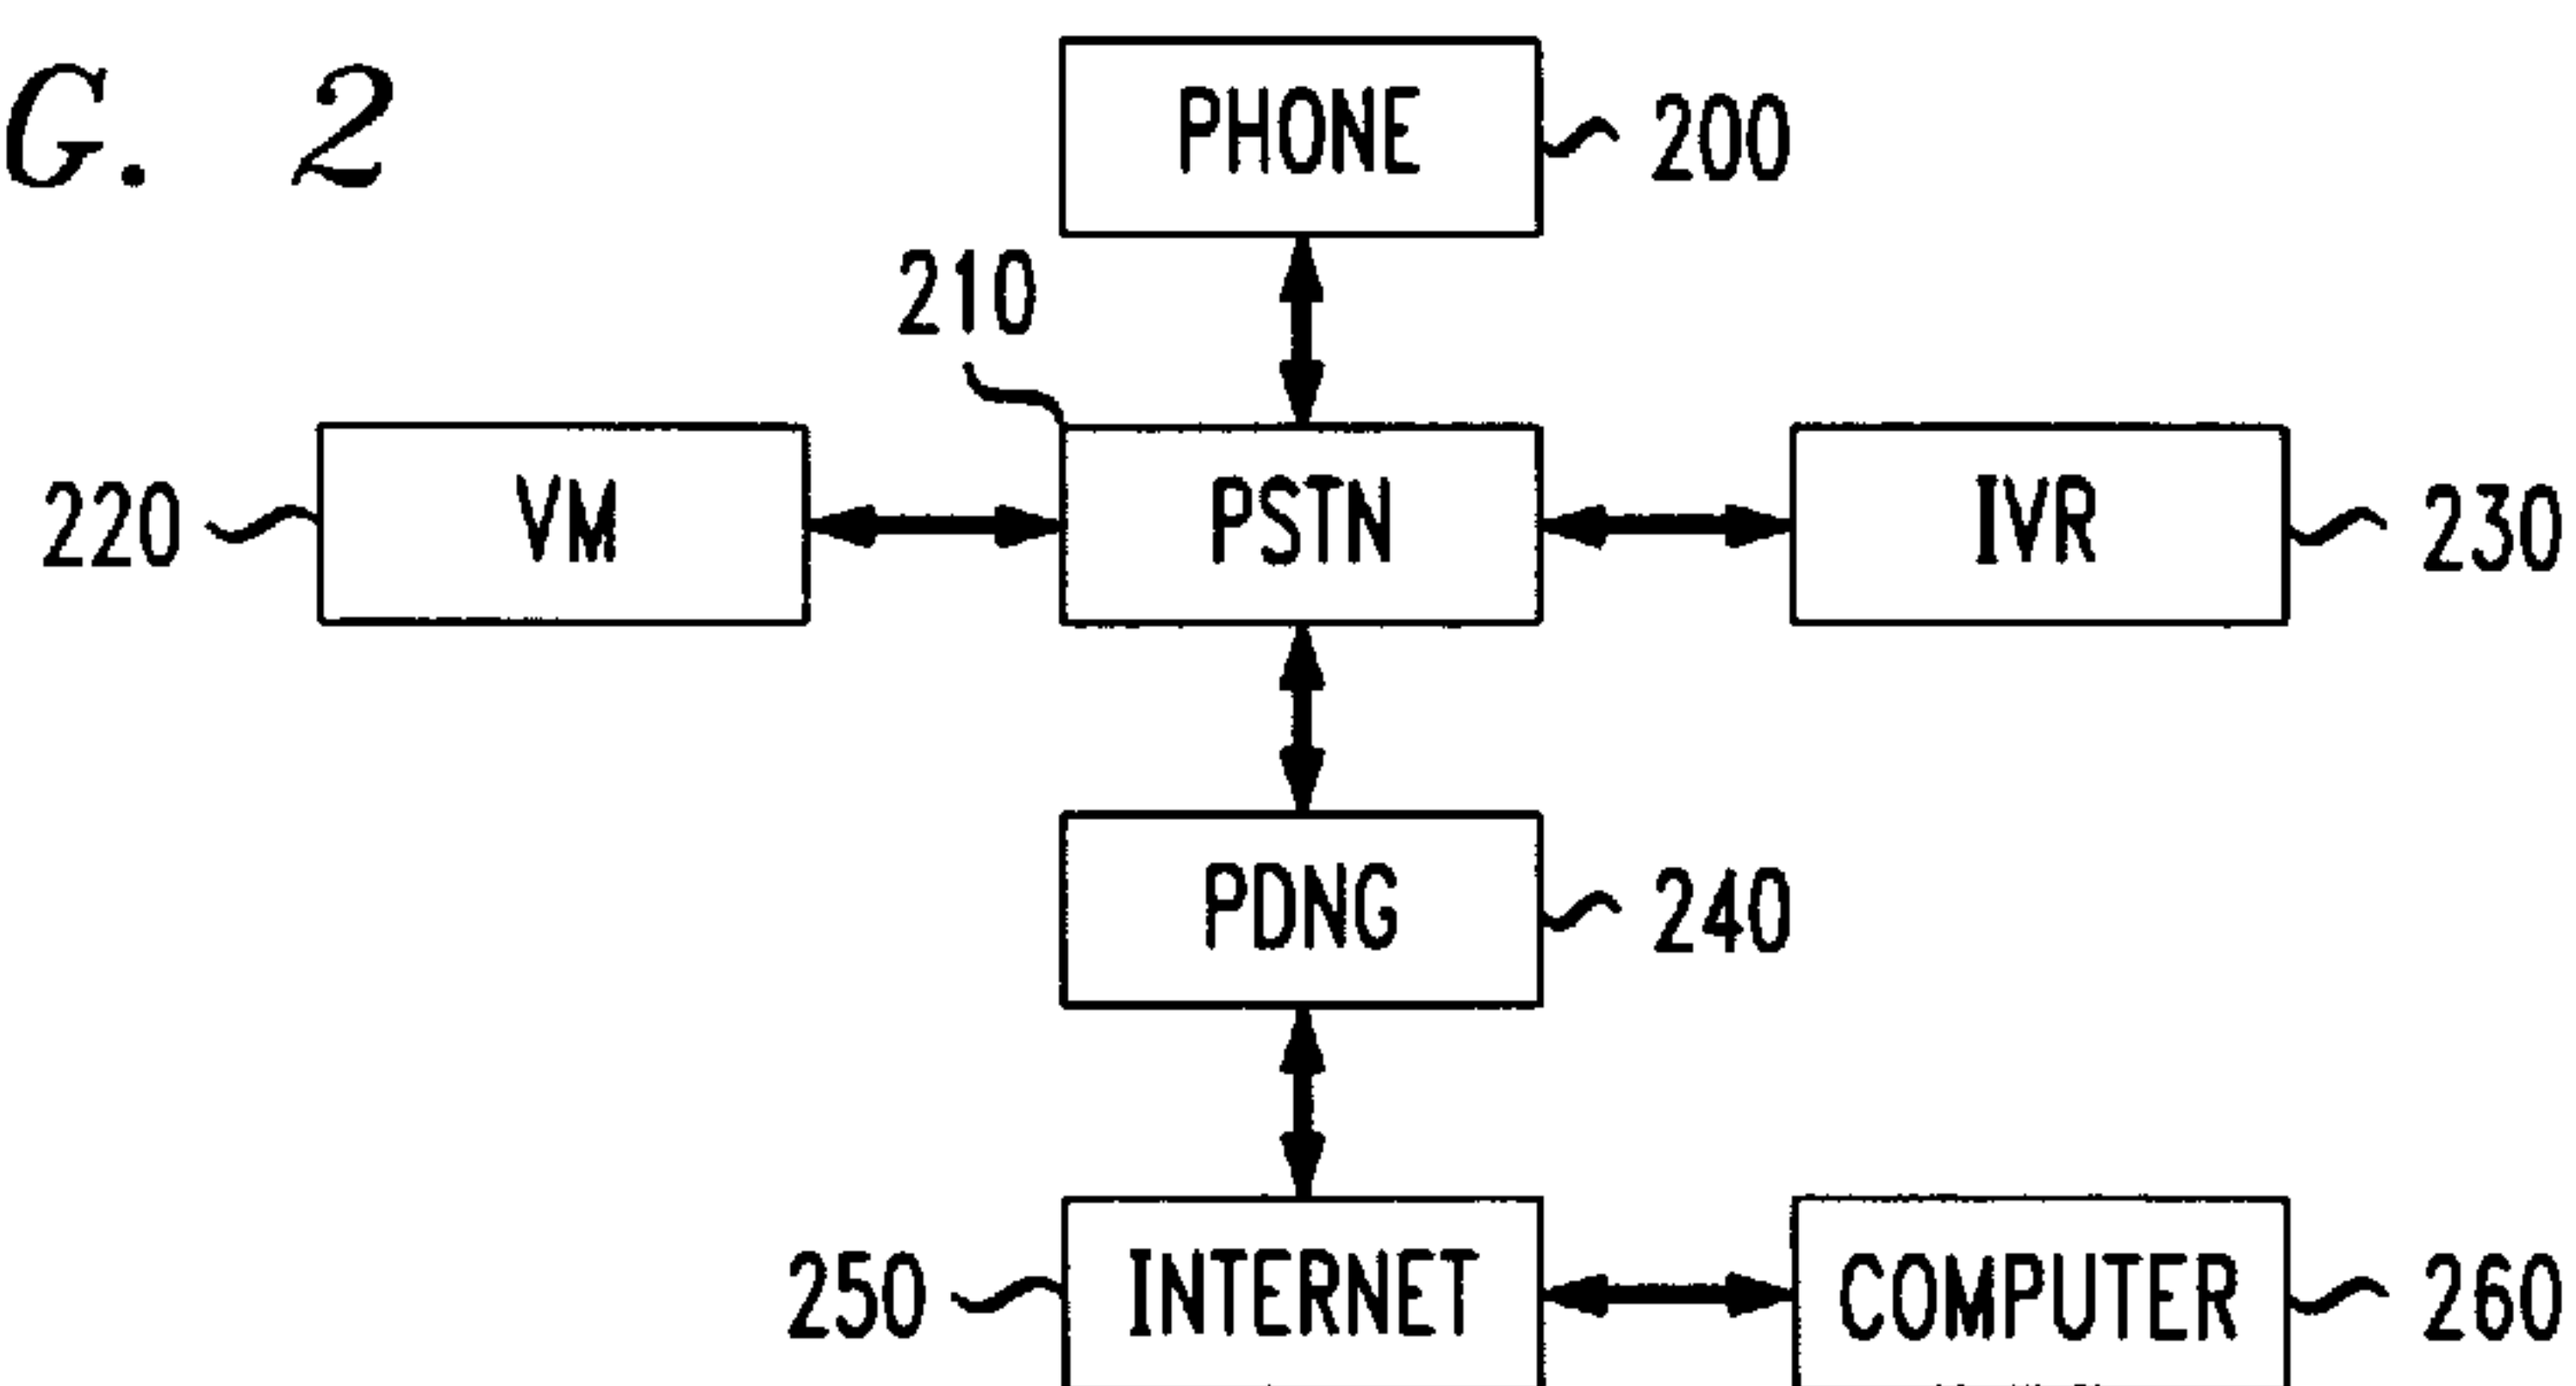 G. 2
PHONE
200
210
220
VM
PSTN
IVR
230
PDNG
240
250
INTERNET
COMPUTER
260